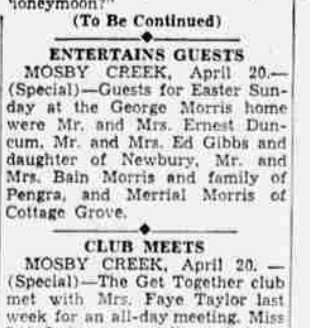 honeymoon?"
(To Be Continued)
ENTERTAINS GUESTS
MOSBY CREEK, April 20.—
(Special)—Guests for Easter Sun-
day at the George Morris home
were Mr. and Mrs. Ernest Dun-
cum, Mr. and Mrs. Ed Gibbs and
daughter of Newbury, Mr. and
Mrs. Bain Morris and family of
Pengra, and Merrial Morris of
Cottage Grove.
CLUB MEETS
MOSBY CREEK, April 20. —
(Special)—The Get Together club
met with Mrs. Faye Taylor last
week for an all-day meeting. Miss